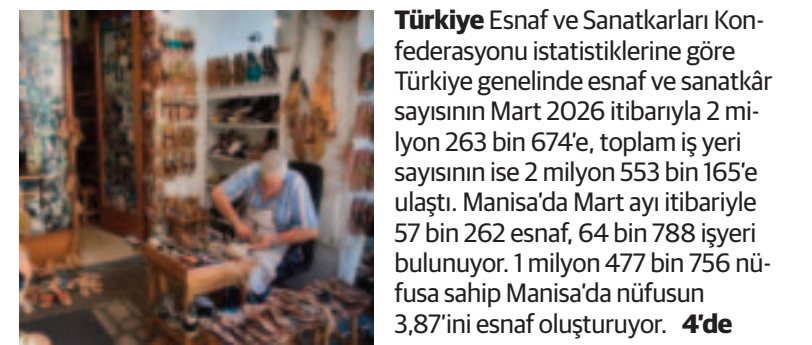 Türkiye Esnaf ve Sanatkarları Kon-
federasyonu istatistiklerine göre
Türkiye genelinde esnaf ve sanatkâr
sayısının Mart 2026 itibarıyla 2 mi-
lyon 263 bin 674'e, toplam iş yeri
sayısının ise 2 milyon 553 bin 165'e
ulaştı. Manisa'da Mart ayı itibariyle
57 bin 262 esnaf, 64 bin 788 işyeri
bulunuyor. 1 milyon 477 bin 756 nü-
fusa sahip Manisa'da nüfusun
3,87'ini esnaf oluşturuyor. 4'de